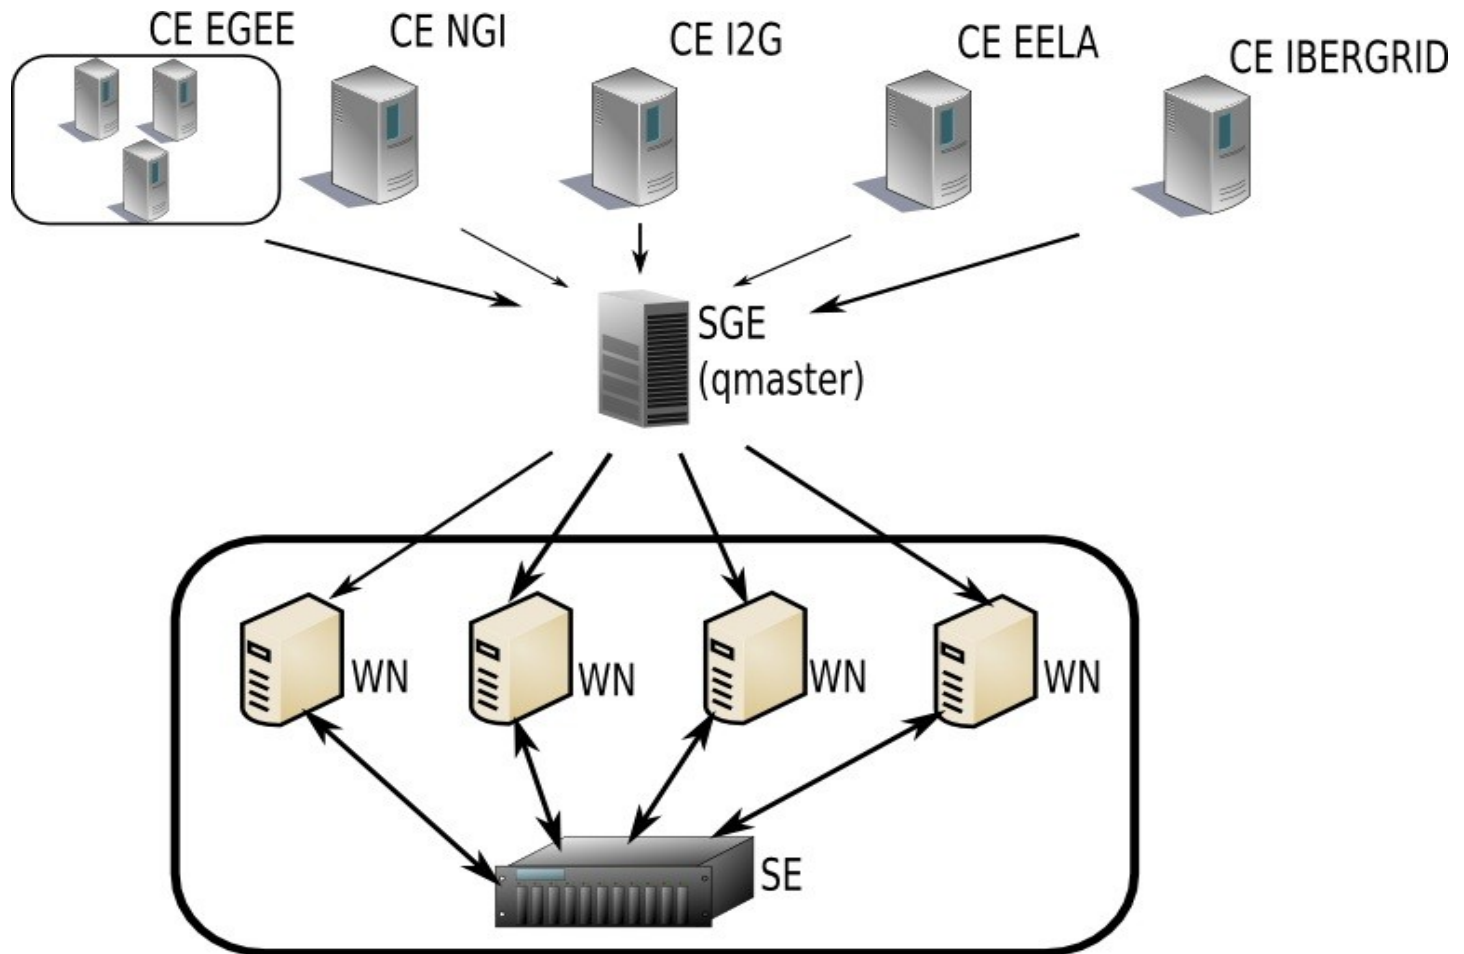 CE EGEE
CE NGI
CE I2G
CE EELA
CE IBERGRID
SGE
(qmaster)
WN
WN
WN
WN
SE